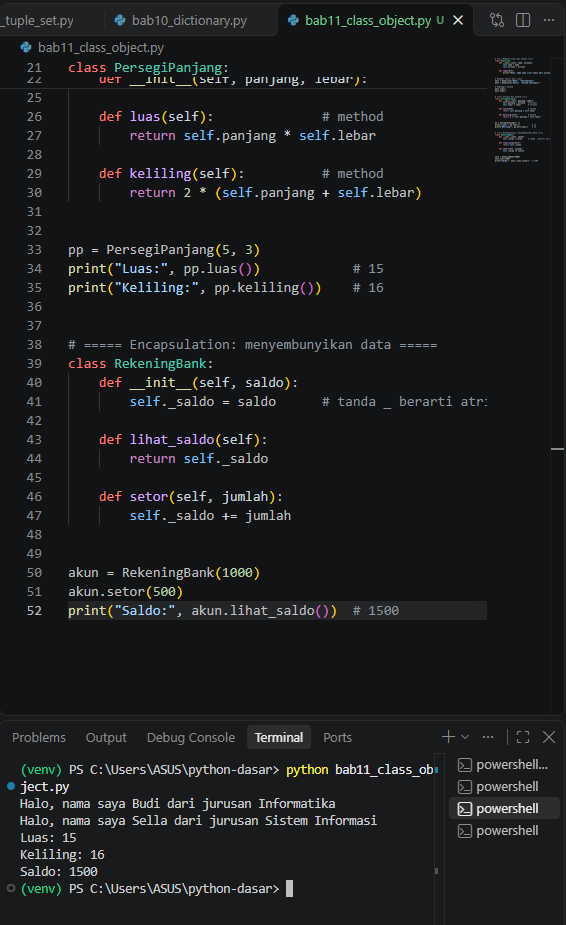 _tuple_set.py
bab10_dictionary.py
bab11_class_object.py U
bab11_class_object.py
21 class PersegiPanjang:
22 def __init__(self, panjang, lebar):
25
26 def luas(self): # method
27 return self.panjang * self.lebar
28
29 def keliling(self): # method
30 return 2 * (self.panjang + self.lebar)
31
32
33 pp = PersegiPanjang(5, 3)
34 print("Luas:", pp.luas()) # 15
35 print("Keliling:", pp.keliling()) # 16
36
37
38 # ===== Encapsulation: menyembunyikan data =====
39 class RekeningBank:
40 def __init__(self, saldo):
41 self._saldo = saldo # tanda _ berarti atri
42
43 def lihat_saldo(self):
44 return self._saldo
45
46 def setor(self, jumlah):
47 self._saldo += jumlah
48
49
50 akun = RekeningBank(1000)
51 akun.setor(500)
52 print("Saldo:", akun.lihat_saldo()) # 1500
Problems Output Debug Console Terminal Ports
(venv) PS C:\Users\ASUS\python-dasar> python bab11_class_ob
ject.py
Halo, nama saya Budi dari jurusan Informatika
Halo, nama saya Sella dari jurusan Sistem Informasi
Luas: 15
Keliling: 16
Saldo: 1500
(venv) PS C:\Users\ASUS\python-dasar>
powershell...
powershell
powershell
powershell